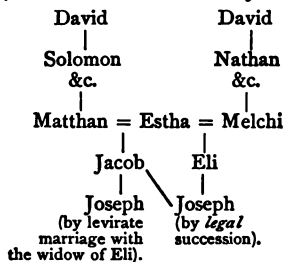 David David
Solomon Nathan
&c. &c.
Matthan = Estha = Melchi
Jacob Eli
Joseph Joseph
(by levirate (by legal
marriage with succession).
the widow of Eli).